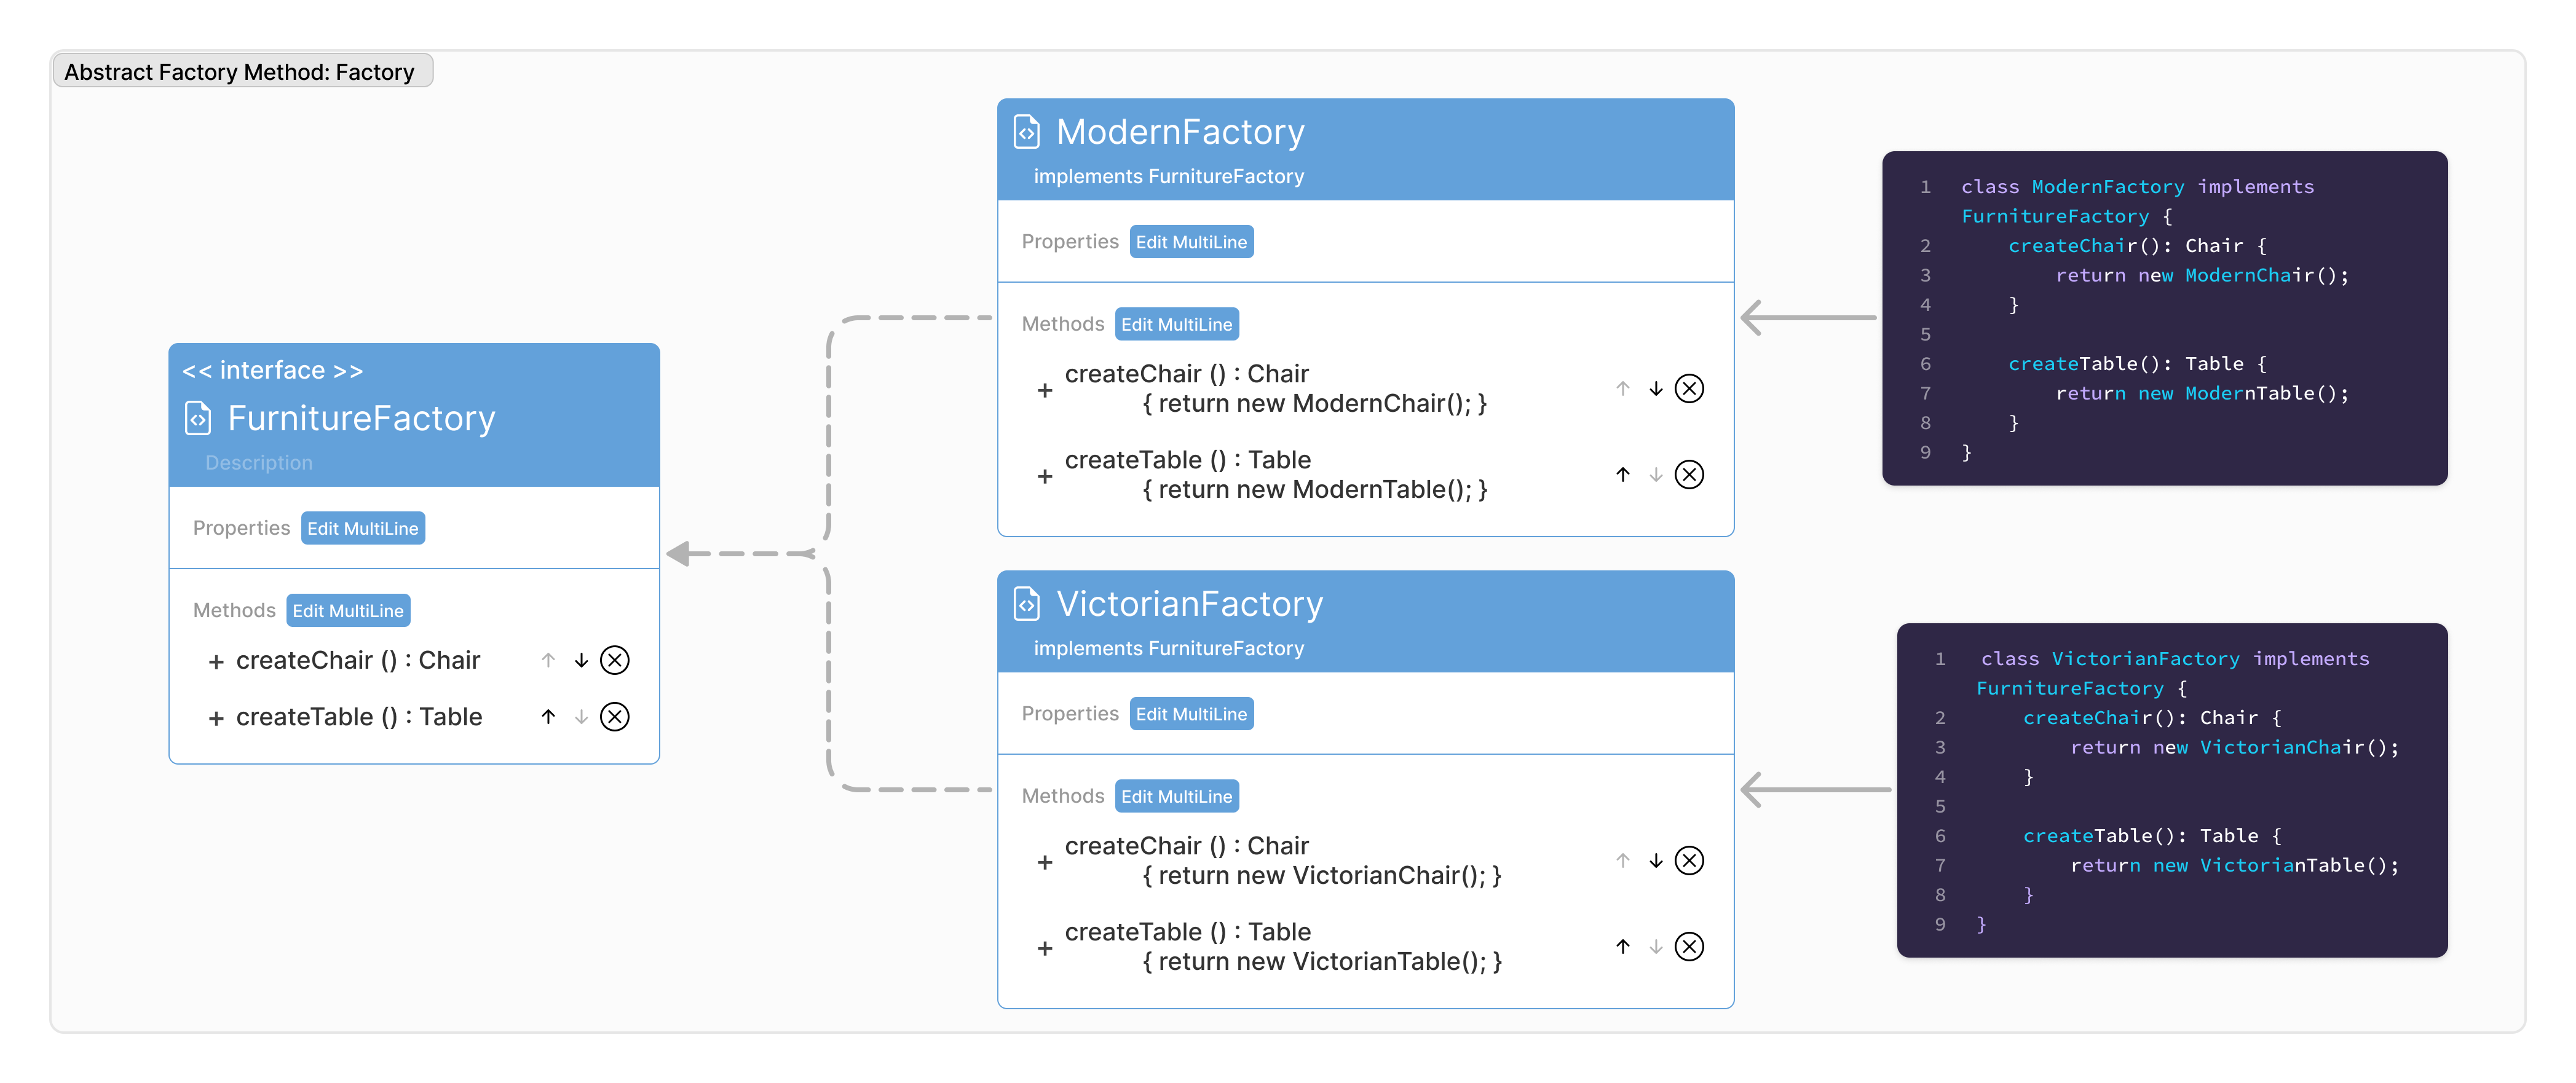 Abstract Factory Method: Factory
<< interface >>
FurnitureFactory
Description
Properties Edit MultiLine
Methods Edit MultiLine
+ createChair () : Chair
+ createTable () : Table
ModernFactory
implements FurnitureFactory
Properties Edit MultiLine
Methods Edit MultiLine
+ createChair () : Chair
{ return new ModernChair(); }
+ createTable () : Table
{ return new ModernTable(); }
1 class ModernFactory implements
FurnitureFactory {
2 createChair(): Chair {
3 return new ModernChair();
4 }
5
6 createTable(): Table {
7 return new ModernTable();
8 }
9 }
VictorianFactory
implements FurnitureFactory
Properties Edit MultiLine
Methods Edit MultiLine
+ createChair () : Chair
{ return new VictorianChair(); }
+ createTable () : Table
{ return new VictorianTable(); }
1 class VictorianFactory implements
FurnitureFactory {
2 createChair(): Chair {
3 return new VictorianChair();
4 }
5
6 createTable(): Table {
7 return new VictorianTable();
8 }
9 }